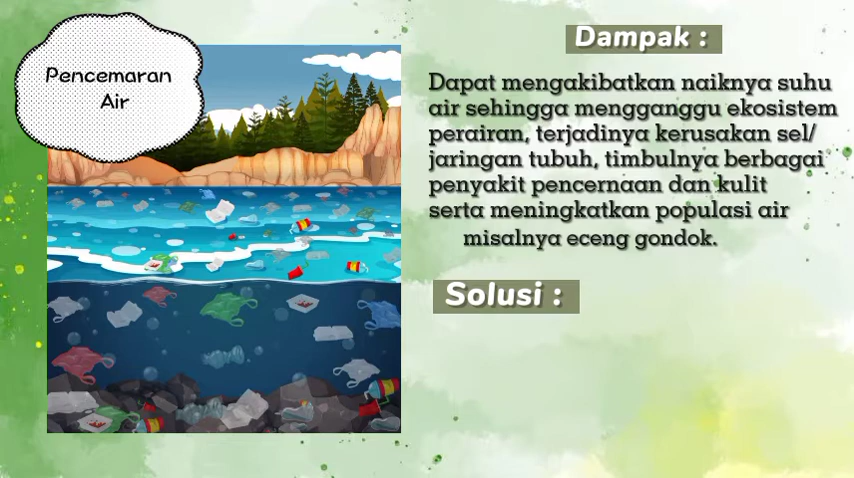 Pencemaran
Air
Dampak :
Dapat mengakibatkan naiknya suhu
air sehingga mengganggu ekosistem
perairan, terjadinya kerusakan sel/
jaringan tubuh, timbulnya berbagai
penyakit pencernaan dan kulit
serta meningkatkan populasi air
misalnya eceng gondok.
Solusi :